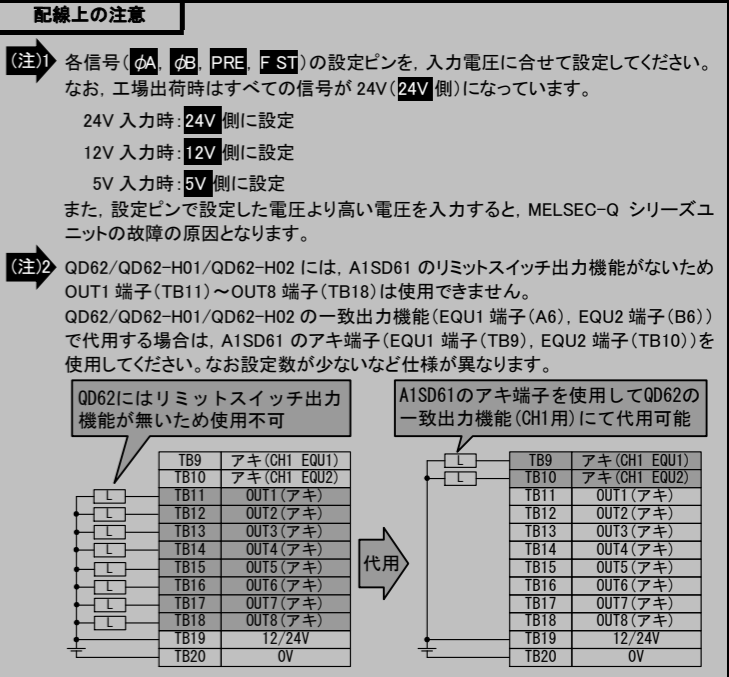 配線上の注意
(注)1 各信号(φA, φB, PRE, F ST)の設定ピンを, 入力電圧に合せて設定してください。
なお, 工場出荷時はすべての信号が 24V(24V 側)になっています。
24V 入力時:24V 側に設定
12V 入力時:12V 側に設定
5V 入力時:5V 側に設定
また, 設定ピンで設定した電圧より高い電圧を入力すると, MELSEC-Q シリーズユ
ニットの故障の原因となります。
(注)2 QD62/QD62-H01/QD62-H02 には, A1SD61 のリミットスイッチ出力機能がないため
OUT1 端子(TB11)～OUT8 端子(TB18)は使用できません。
QD62/QD62-H01/QD62-H02 の一致出力機能(EQU1 端子(A6), EQU2 端子(B6))
で代用する場合は, A1SD61 のアキ端子(EQU1 端子(TB9), EQU2 端子(TB10))を
使用してください。なお設定数が少ないなど仕様が異なります。
QD62にはリミットスイッチ出力
機能が無いため使用不可
TB9 アキ(CH1 EQU1)
TB10 アキ(CH1 EQU2)
L TB11 OUT1(アキ)
L TB12 OUT2(アキ)
L TB13 OUT3(アキ)
L TB14 OUT4(アキ)
L TB15 OUT5(アキ)
L TB16 OUT6(アキ)
L TB17 OUT7(アキ)
L TB18 OUT8(アキ)
TB19 12/24V
TB20 0V
代用
A1SD61のアキ端子を使用してQD62の
一致出力機能(CH1用)にて代用可能
L TB9 アキ(CH1 EQU1)
L TB10 アキ(CH1 EQU2)
TB11 OUT1(アキ)
TB12 OUT2(アキ)
TB13 OUT3(アキ)
TB14 OUT4(アキ)
TB15 OUT5(アキ)
TB16 OUT6(アキ)
TB17 OUT7(アキ)
TB18 OUT8(アキ)
TB19 12/24V
TB20 0V